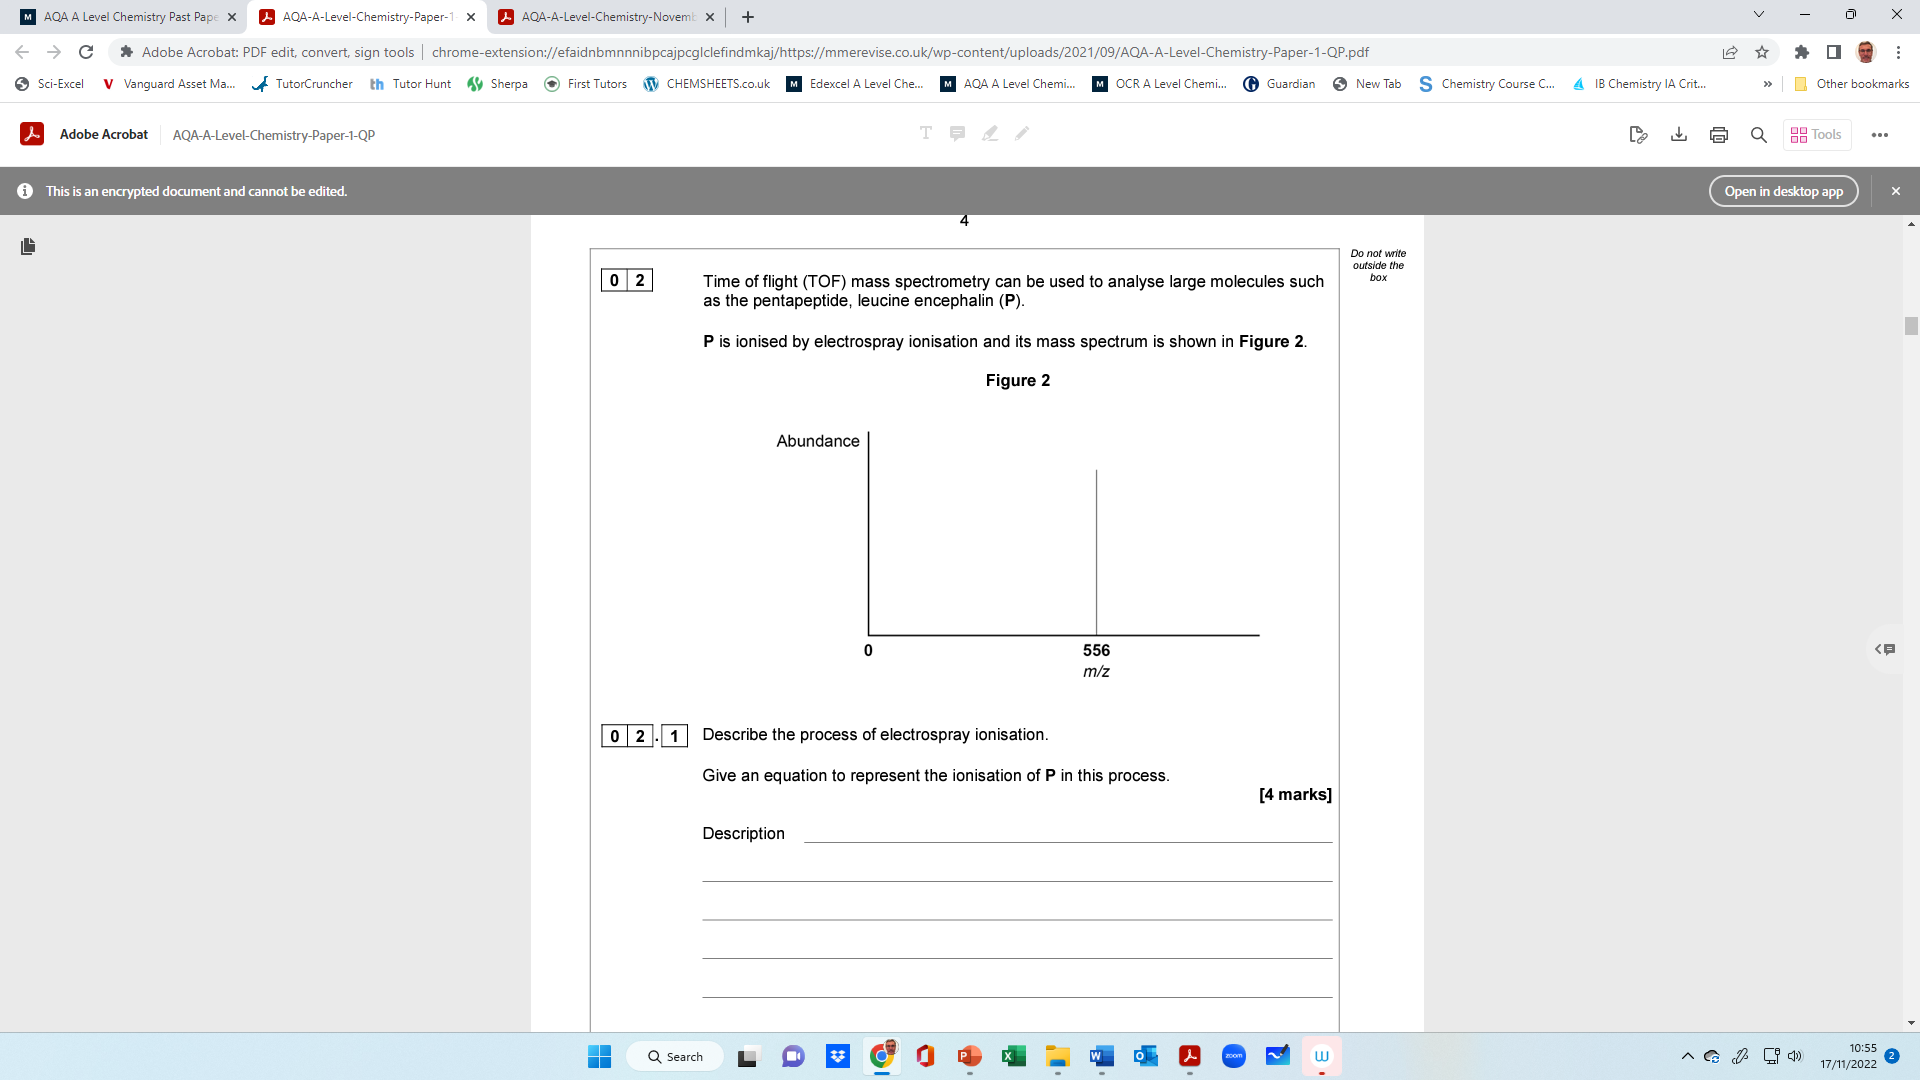 AQA A Level Chemistry Past Pape
AQA-A-Level-Chemistry-Paper-1-
AQA-A-Level-Chemistry-Novemb
Adobe Acrobat: PDF edit, convert, sign tools | chrome-extension://efaidnbmnnnibpcajpcglclefindmkaj/https://mmerevise.co.uk/wp-content/uploads/2021/09/AQA-A-Level-Chemistry-Paper-1-QP.pdf
Sci-Excel Vanguard Asset Ma... TutorCruncher Tutor Hunt Sherpa First Tutors CHEMSHEETS.co.uk Edexcel A Level Che... AQA A Level Chemi... OCR A Level Chemi... Guardian New Tab Chemistry Course C... IB Chemistry IA Crit... » Other bookmarks
Adobe Acrobat AQA-A-Level-Chemistry-Paper-1-QP Tools
This is an encrypted document and cannot be edited. Open in desktop app
4
Do not write
outside the
box
0 2 Time of flight (TOF) mass spectrometry can be used to analyse large molecules such
as the pentapeptide, leucine encephalin (P).
P is ionised by electrospray ionisation and its mass spectrum is shown in Figure 2.
Figure 2
Abundance
0 556
m/z
0 2 . 1 Describe the process of electrospray ionisation.
Give an equation to represent the ionisation of P in this process.
[4 marks]
Description
Search
zoom
10:55
17/11/2022 2